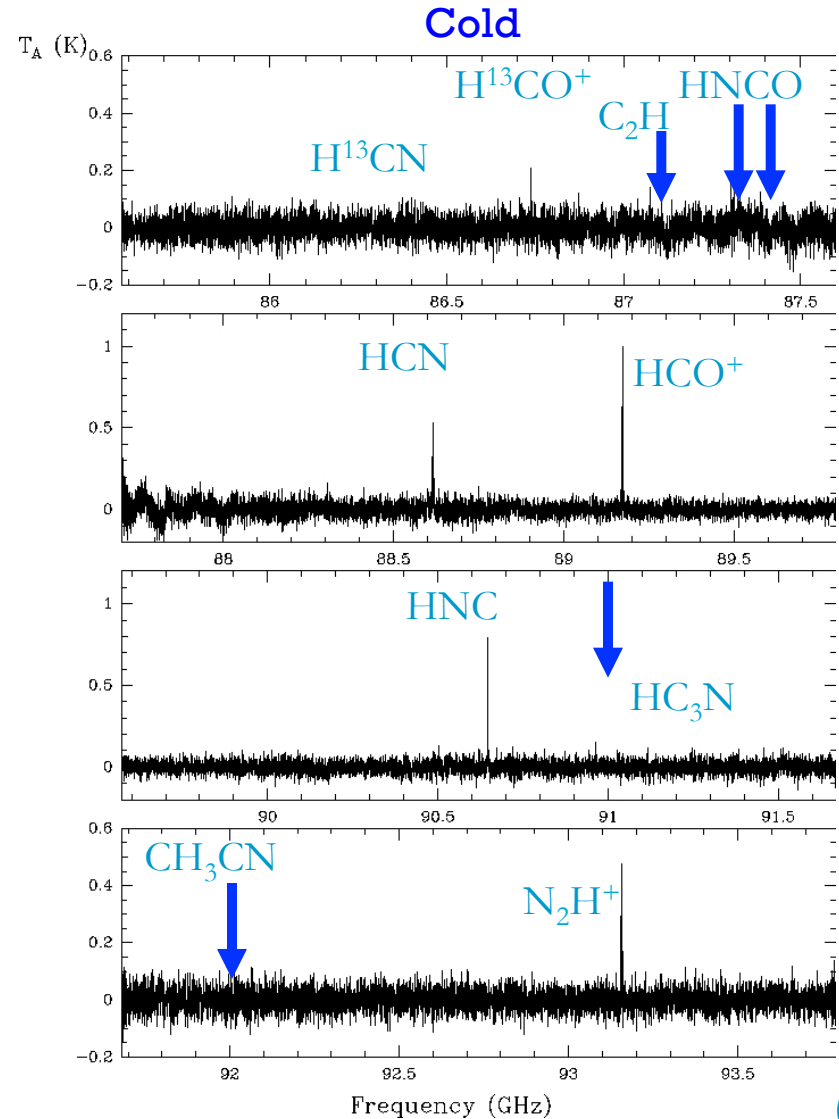 Cold
T_A (K)
0.6
0.4
0.2
0
−0.2
H¹³CN
H¹³CO⁺
C₂H
HNCO
86
86.5
87
87.5
1
0.5
0
HCN
HCO⁺
88
88.5
89
89.5
1
0.5
0
HNC
HC₃N
90
90.5
91
91.5
0.6
0.4
0.2
0
−0.2
CH₃CN
N₂H⁺
92
92.5
93
93.5
Frequency (GHz)